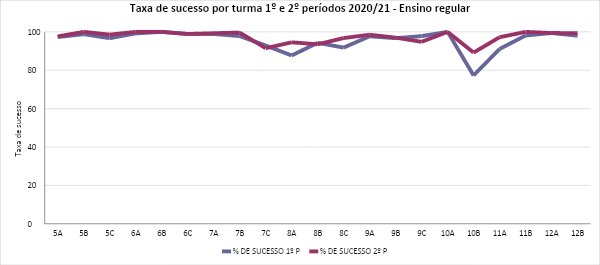 Taxa de sucesso por turma 1º e 2º períodos 2020/21 - Ensino regular
100
80
60
40
20
0
Taxa de sucesso
5A 5B 5C 6A 6B 6C 7A 7B 7C 8A 8B 8C 9A 9B 9C 10A 10B 11A 11B 12A 12B
% DE SUCESSO 1º P % DE SUCESSO 2º P